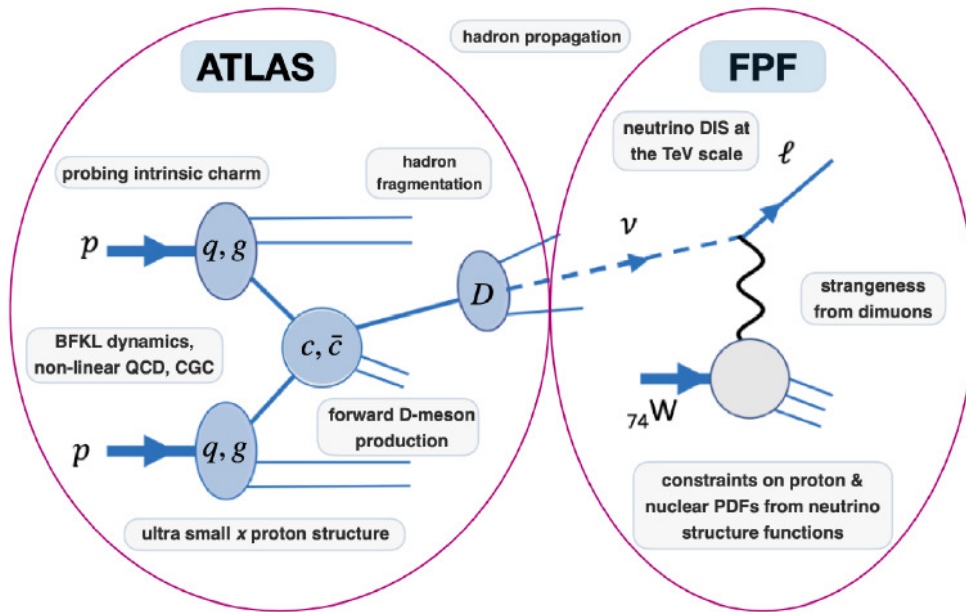 hadron propagation
ATLAS
probing intrinsic charm
hadron
fragmentation
p
q, g
D
c, c̄
BFKL dynamics,
non-linear QCD, CGC
forward D-meson
production
p
q, g
ultra small x proton structure
FPF
neutrino DIS at
the TeV scale
ℓ
ν
strangeness
from dimuons
₇₄W
constraints on proton &
nuclear PDFs from neutrino
structure functions